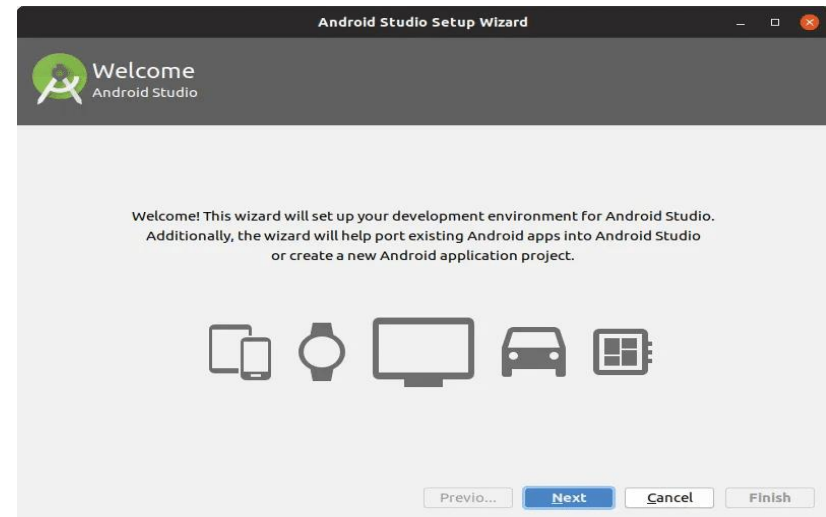 Android Studio Setup Wizard
Welcome
Android Studio
Welcome! This wizard will set up your development environment for Android Studio.
Additionally, the wizard will help port existing Android apps into Android Studio
or create a new Android application project.
Previo... Next Cancel Finish